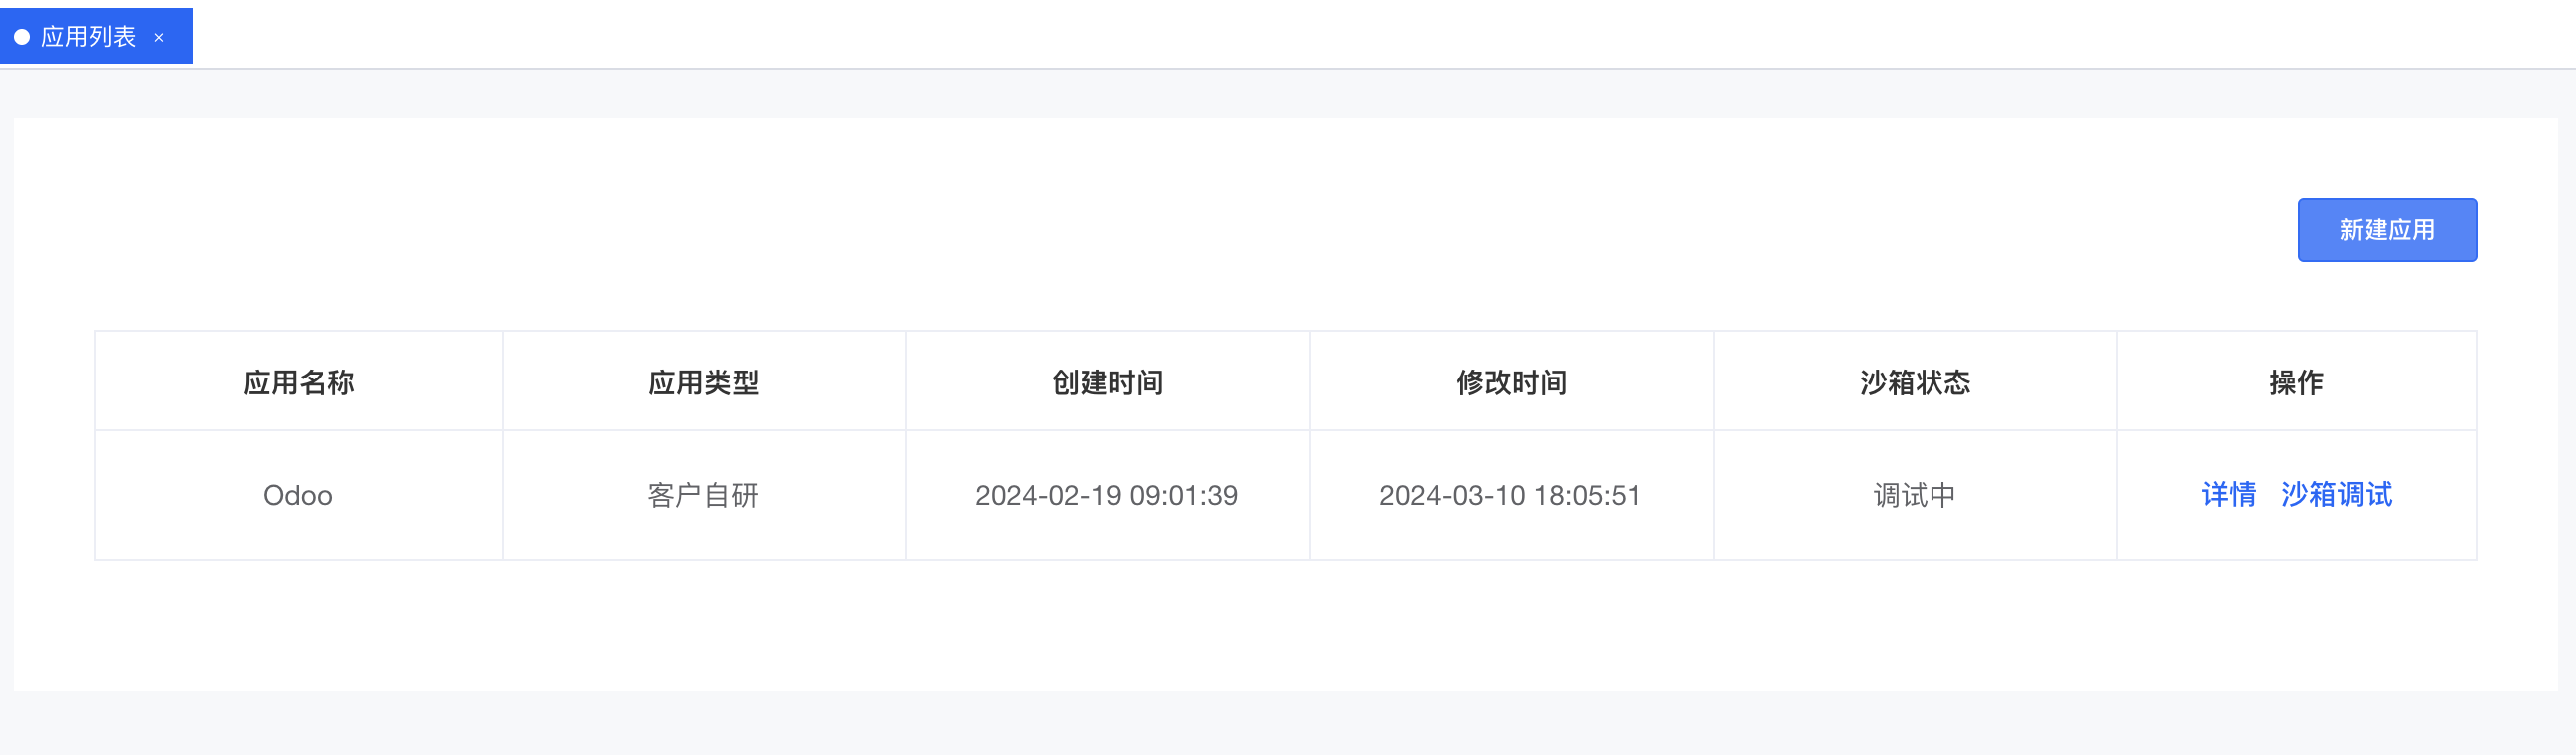 应用列表 ×
新建应用
应用名称 应用类型 创建时间 修改时间 沙箱状态 操作
Odoo 客户自研 2024-02-19 09:01:39 2024-03-10 18:05:51 调试中 详情 沙箱调试